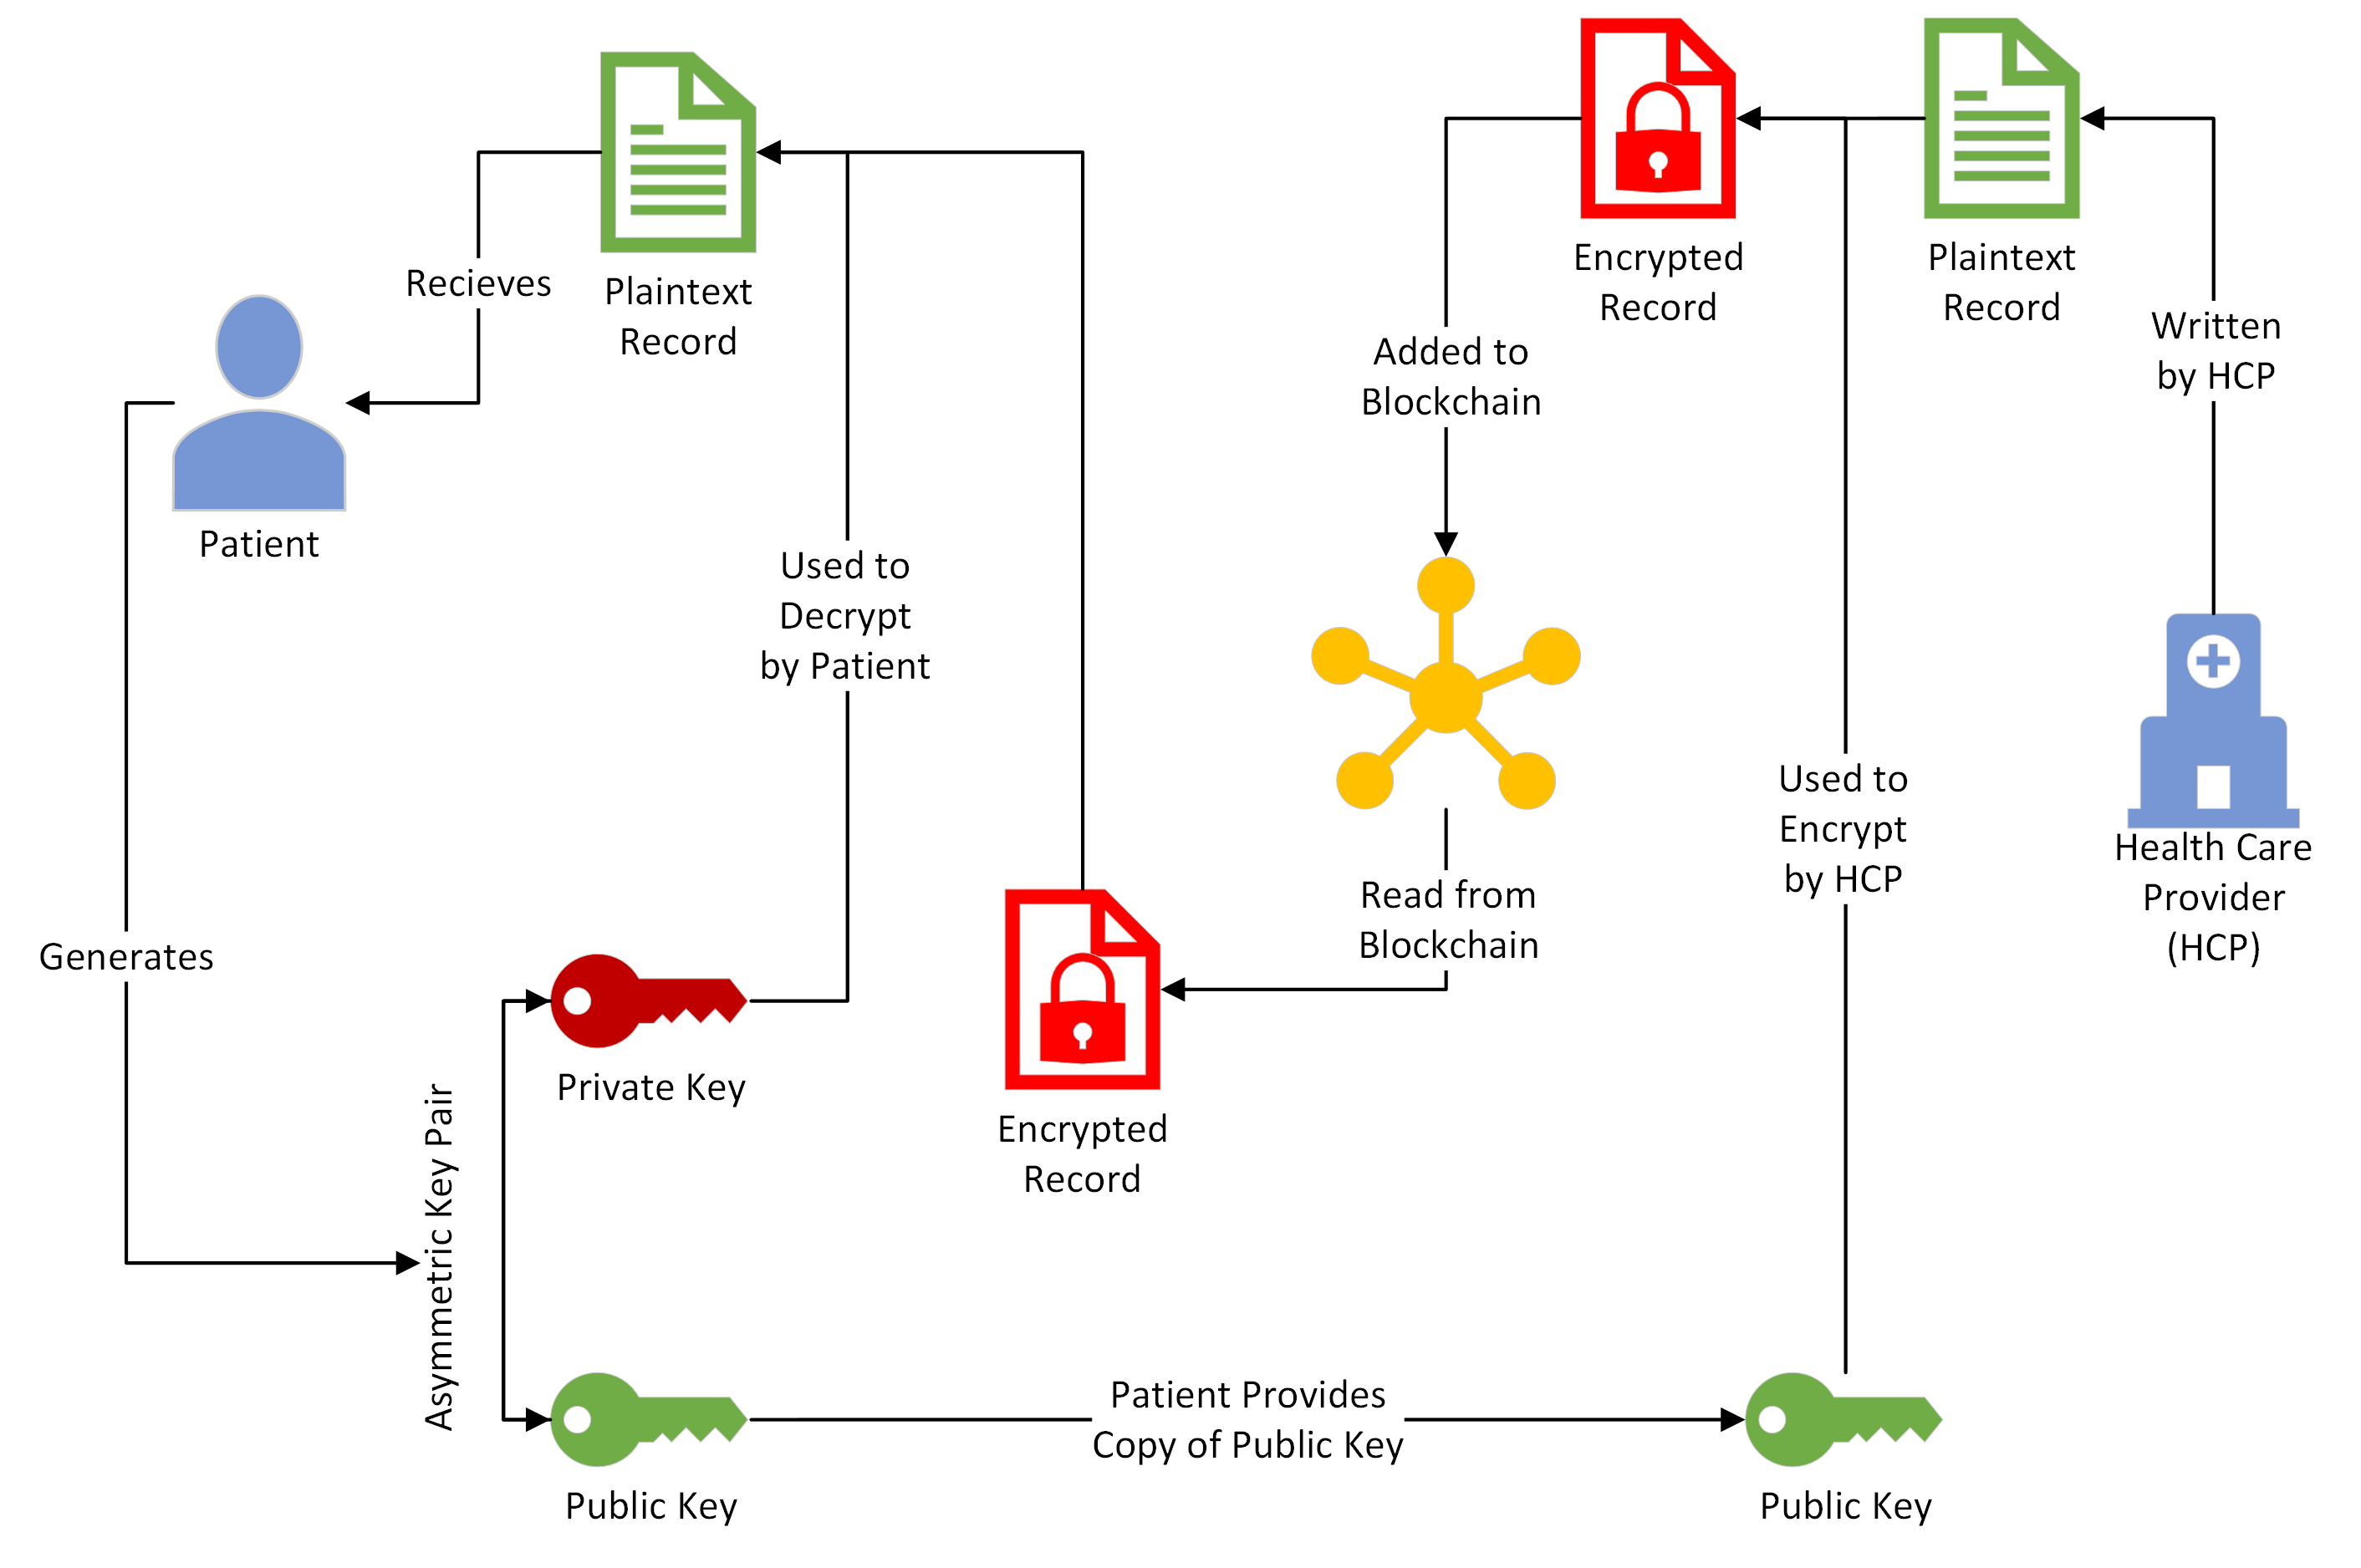 Encrypted
Record
Plaintext
Record
Recieves
Plaintext
Record
Written
by HCP
Added to
Blockchain
Patient
Used to
Decrypt
by Patient
Used to
Encrypt
by HCP
Health Care
Provider
(HCP)
Read from
Blockchain
Generates
Private Key
Encrypted
Record
Asymmetric Key Pair
Patient Provides
Copy of Public Key
Public Key
Public Key